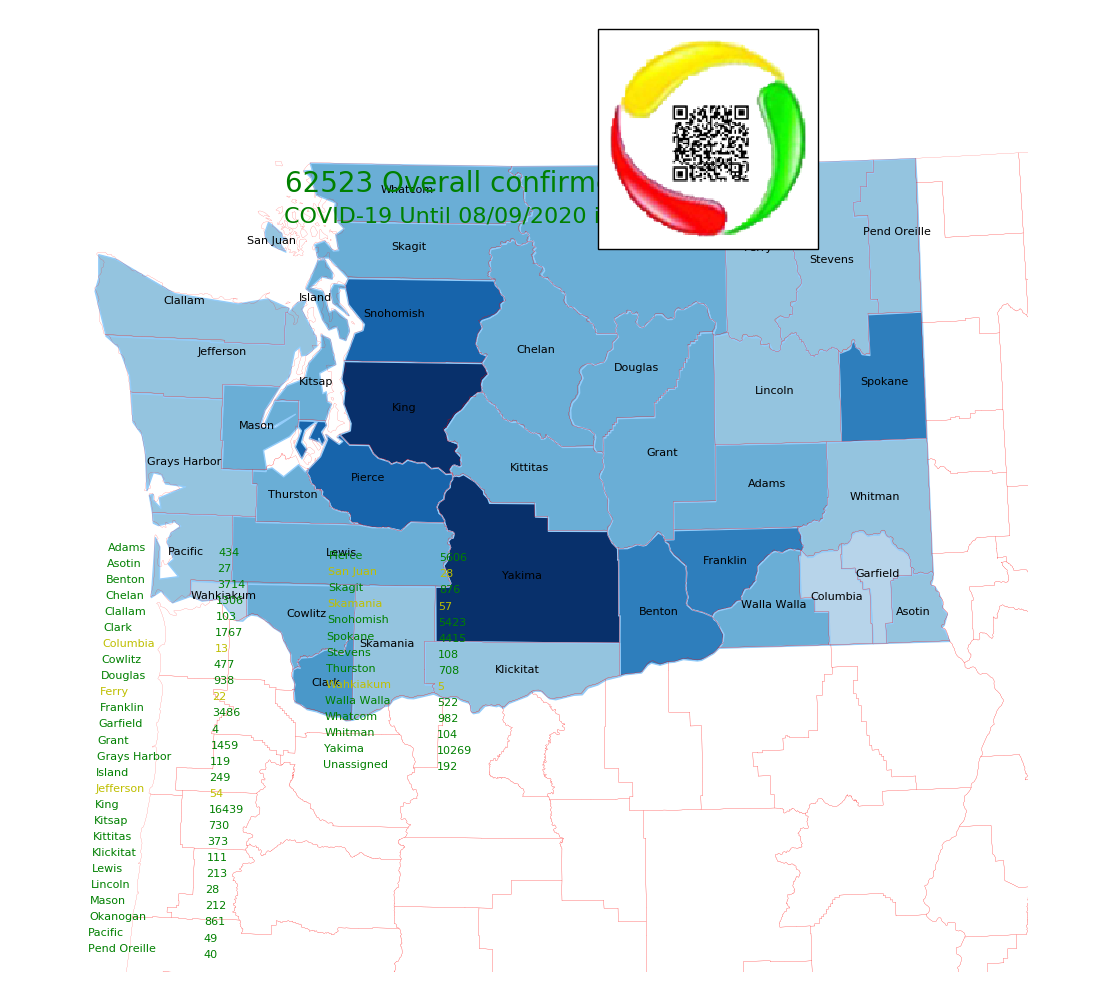 62523 Overall confirm
COVID-19 Until 08/09/2020 i
Whatcom
San Juan
Skagit
Pend Oreille
Stevens
Clallam
Island
Snohomish
Jefferson
Chelan
Douglas
Kitsap
Spokane
Lincoln
King
Mason
Grays Harbor
Kittitas
Grant
Pierce
Adams
Thurston
Whitman
Pacific
Lewis
Franklin
Yakima
Garfield
Wahkiakum
Columbia
Walla Walla
Asotin
Benton
Cowlitz
Skamania
Klickitat
Clark
Adams 434
Asotin 27
Benton 3714
Chelan 1306
Clallam 103
Clark 1767
Columbia 13
Cowlitz 477
Douglas 938
Ferry 22
Franklin 3486
Garfield 4
Grant 1459
Grays Harbor 119
Island 249
Jefferson 54
King 16439
Kitsap 730
Kittitas 373
Klickitat 111
Lewis 213
Lincoln 28
Mason 212
Okanogan 861
Pacific 49
Pend Oreille 40
Pierce
San Juan
Skagit 876
Skamania 57
Snohomish 5423
Spokane 4415
Stevens 108
Thurston 708
Wahkiakum
Walla Walla 522
Whatcom 982
Whitman 104
Yakima 10269
Unassigned 192